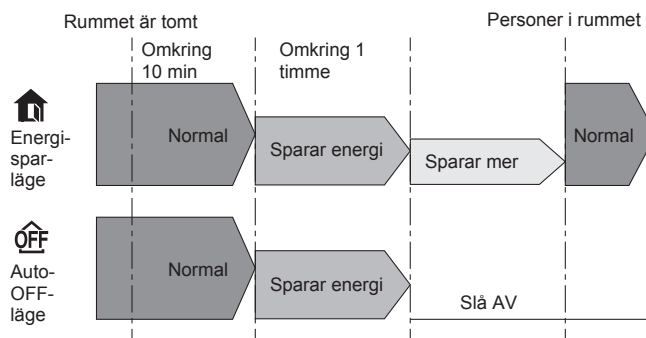 Rummet är tomt
Personer i rummet
Omkring
10 min
Omkring 1
timme
Energi-
spar-
läge
Normal
Sparar energi
Sparar mer
Normal
OFF
Auto-
OFF-
läge
Normal
Sparar energi
Slå AV